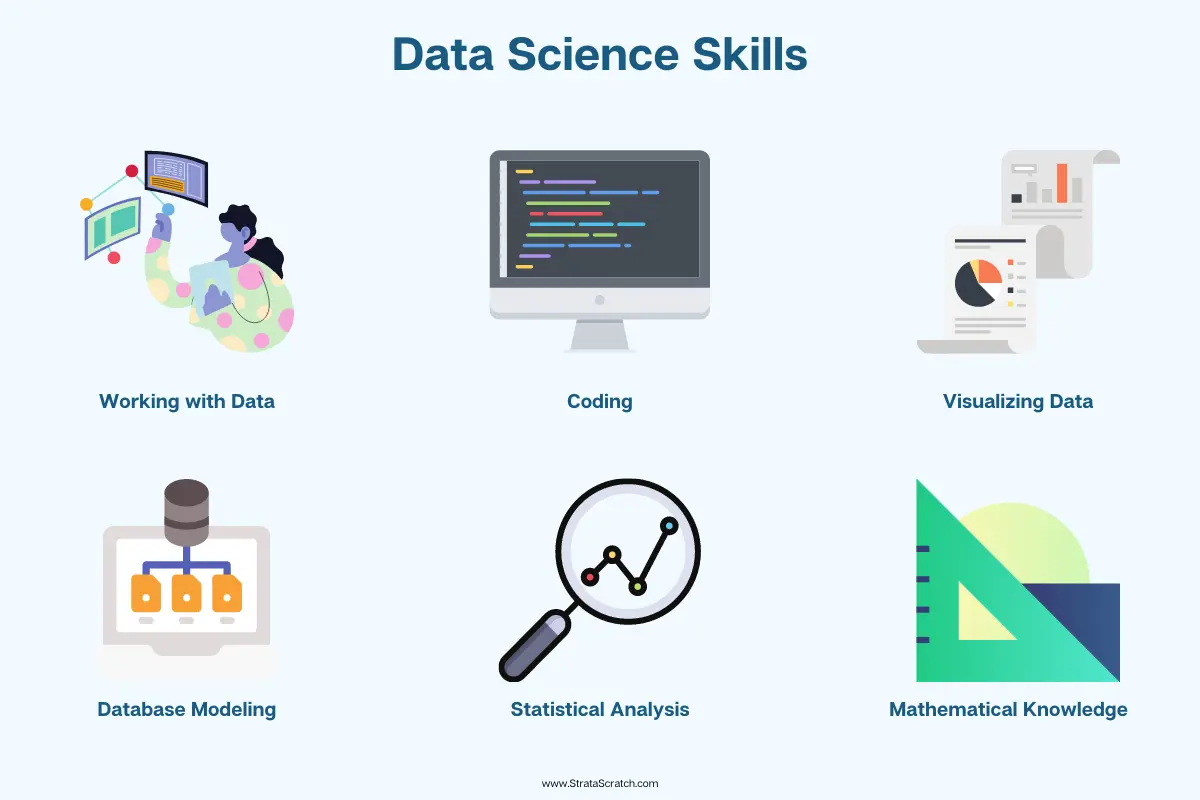 Data Science Skills
Working with Data
Coding
Visualizing Data
Database Modeling
Statistical Analysis
Mathematical Knowledge
www.StrataScratch.com